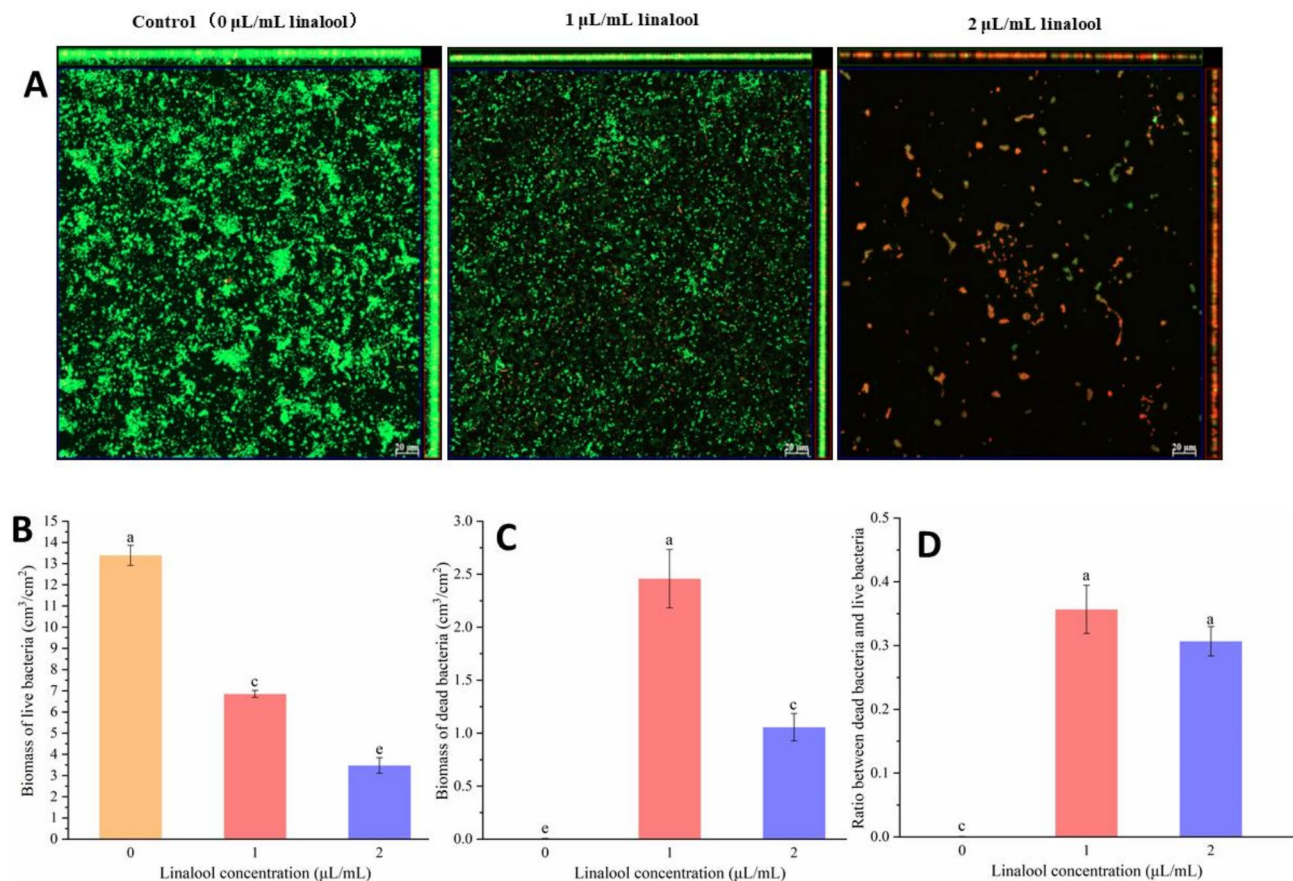 Control （0 μL/mL linalool）
1 μL/mL linalool
2 μL/mL linalool
A
20 μm
20 μm
20 μm
B
Biomass of live bacteria (cm³/cm²)
15
14
13
12
11
10
9
8
7
6
5
4
3
2
1
0
a
c
e
0
1
2
Linalool concentration (μL/mL)
C
Biomass of dead bacteria (cm³/cm²)
3.0
2.5
2.0
1.5
1.0
0.5
0.0
e
a
c
0
1
2
Linalool concentration (μL/mL)
D
Ratio between dead bacteria and live bacteria
0.5
0.4
0.3
0.2
0.1
0.0
c
a
a
0
1
2
Linalool concentration (μL/mL)